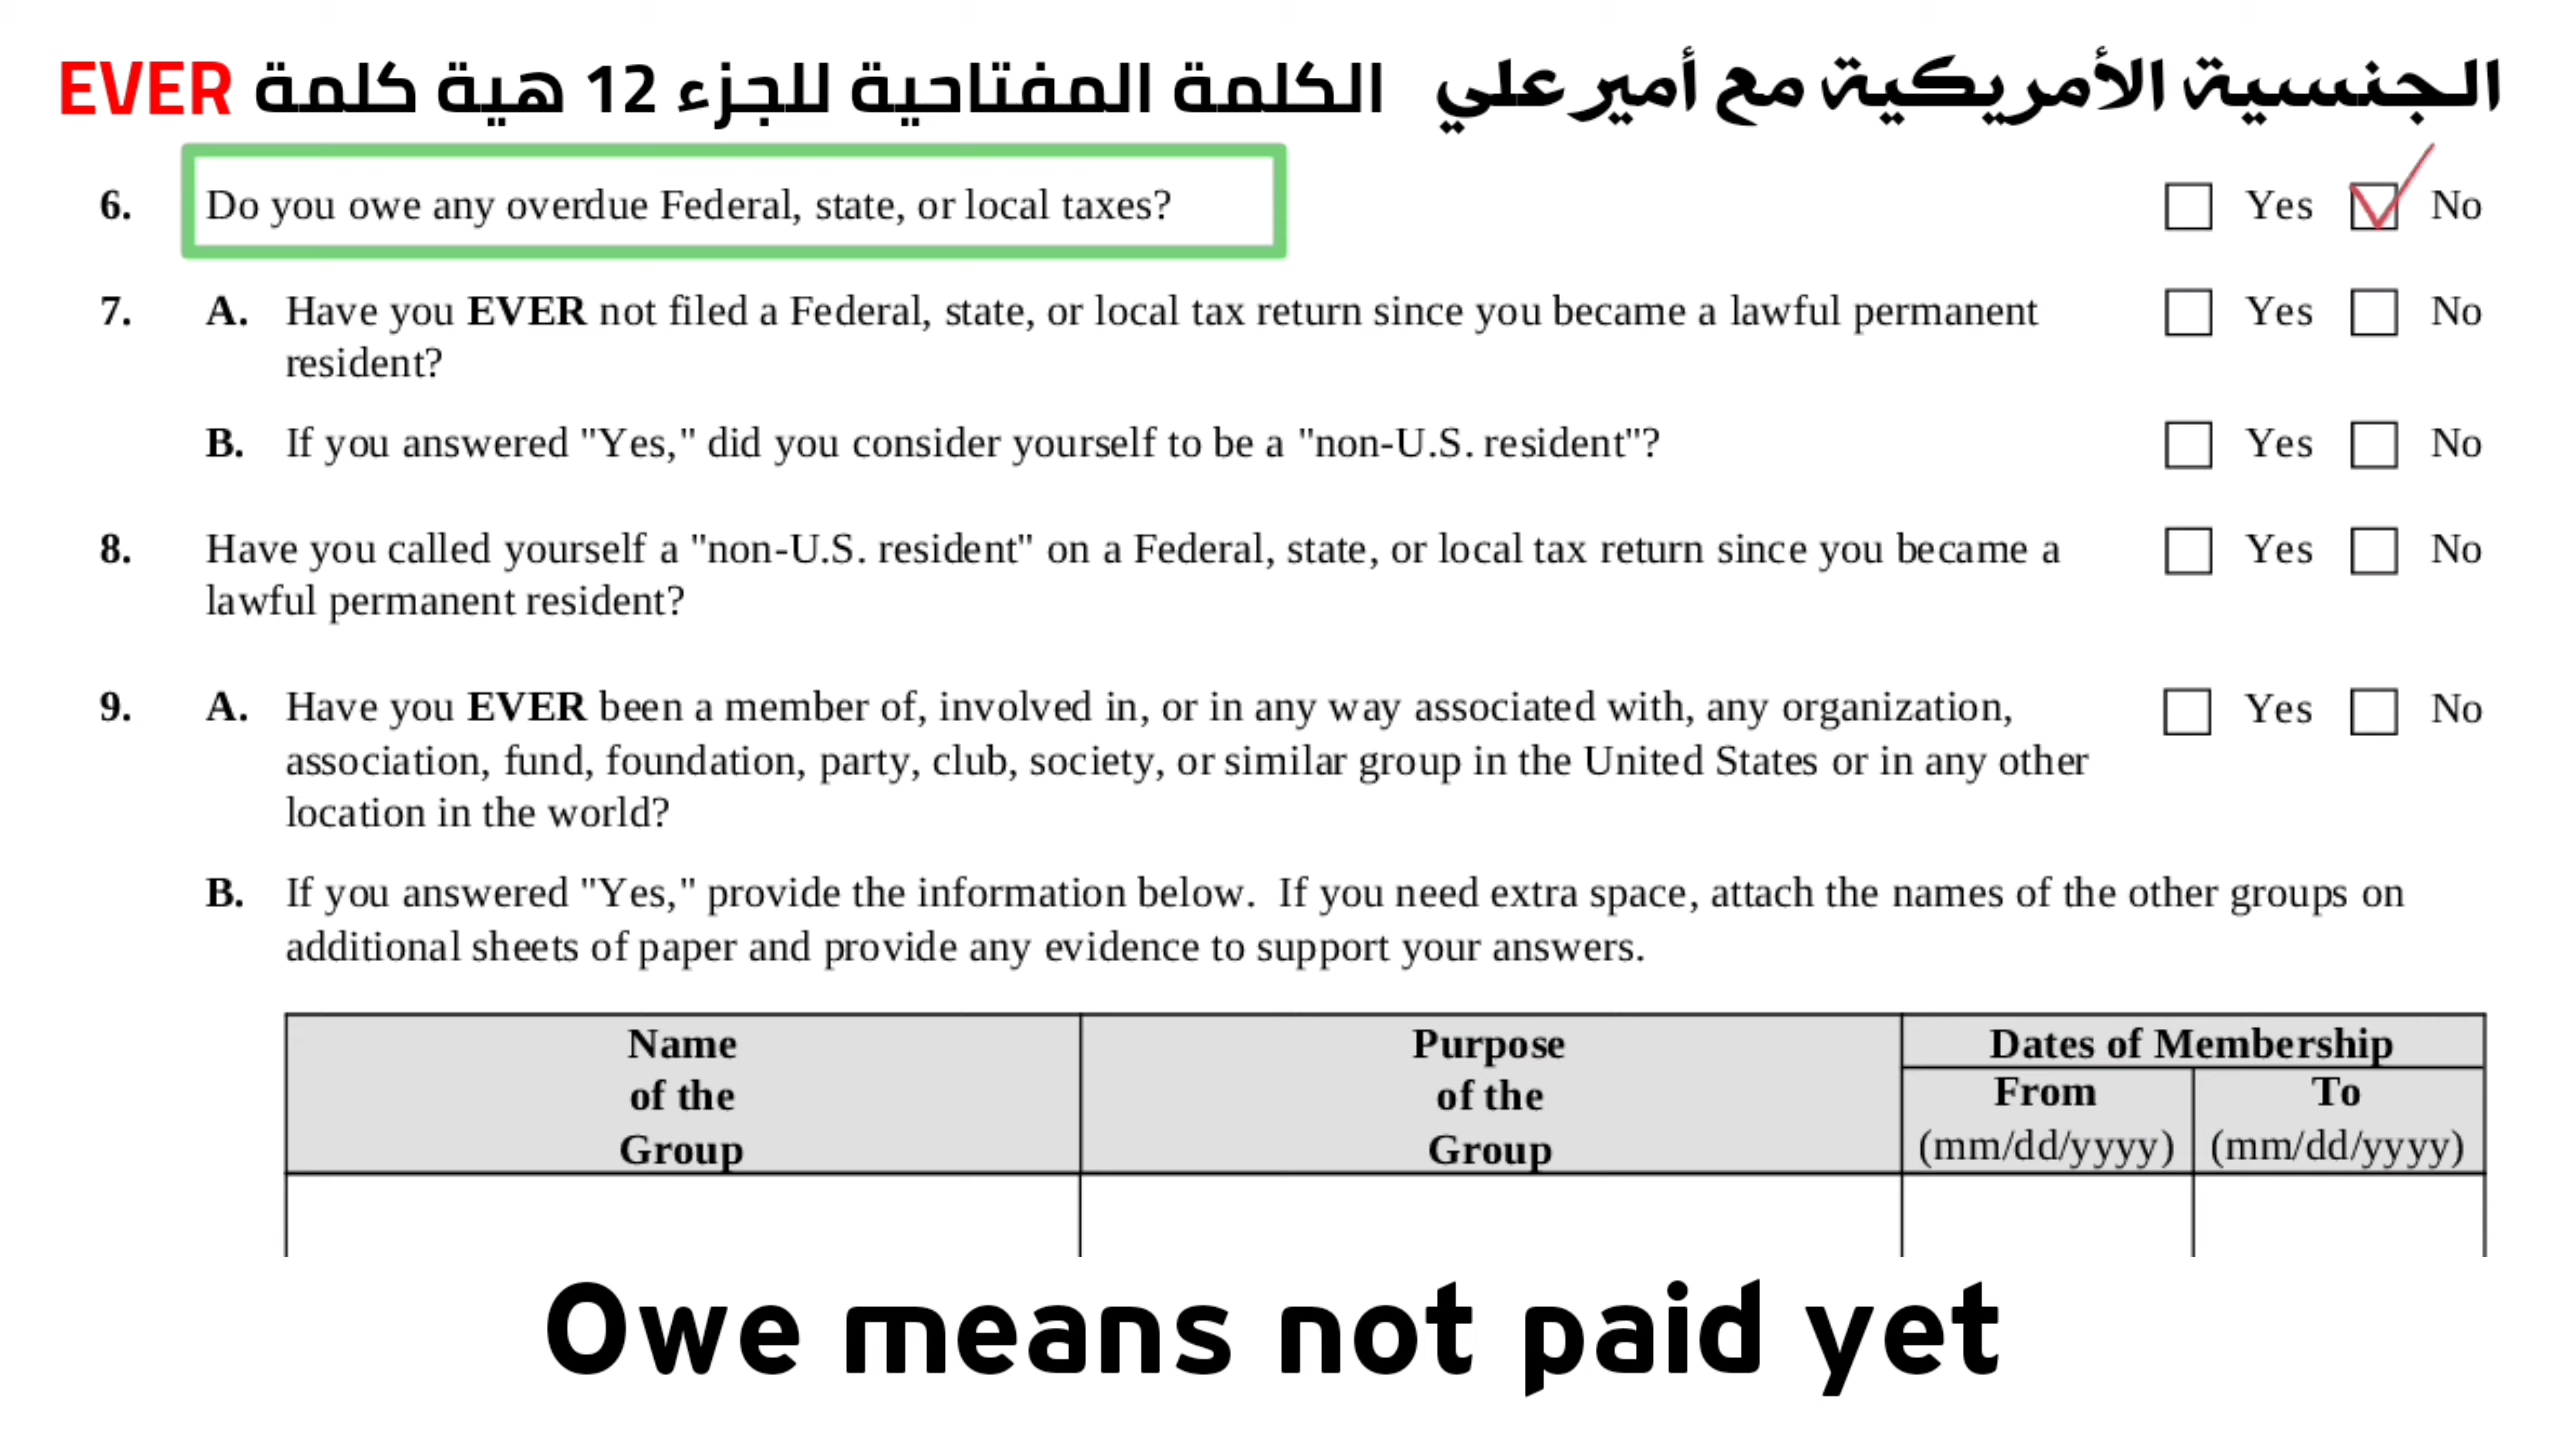 الجنسية الأمريكية مع أمير علي الكلمة المفتاحية للجزء 12 هية كلمة EVER
6. Do you owe any overdue Federal, state, or local taxes? Yes No
7. A. Have you EVER not filed a Federal, state, or local tax return since you became a lawful permanent Yes No
resident?
B. If you answered "Yes," did you consider yourself to be a "non-U.S. resident"? Yes No
8. Have you called yourself a "non-U.S. resident" on a Federal, state, or local tax return since you became a Yes No
lawful permanent resident?
9. A. Have you EVER been a member of, involved in, or in any way associated with, any organization, Yes No
association, fund, foundation, party, club, society, or similar group in the United States or in any other
location in the world?
B. If you answered "Yes," provide the information below. If you need extra space, attach the names of the other groups on
additional sheets of paper and provide any evidence to support your answers.
Name
of the
Group
Purpose
of the
Group
Dates of Membership
From
(mm/dd/yyyy)
To
(mm/dd/yyyy)
Owe means not paid yet